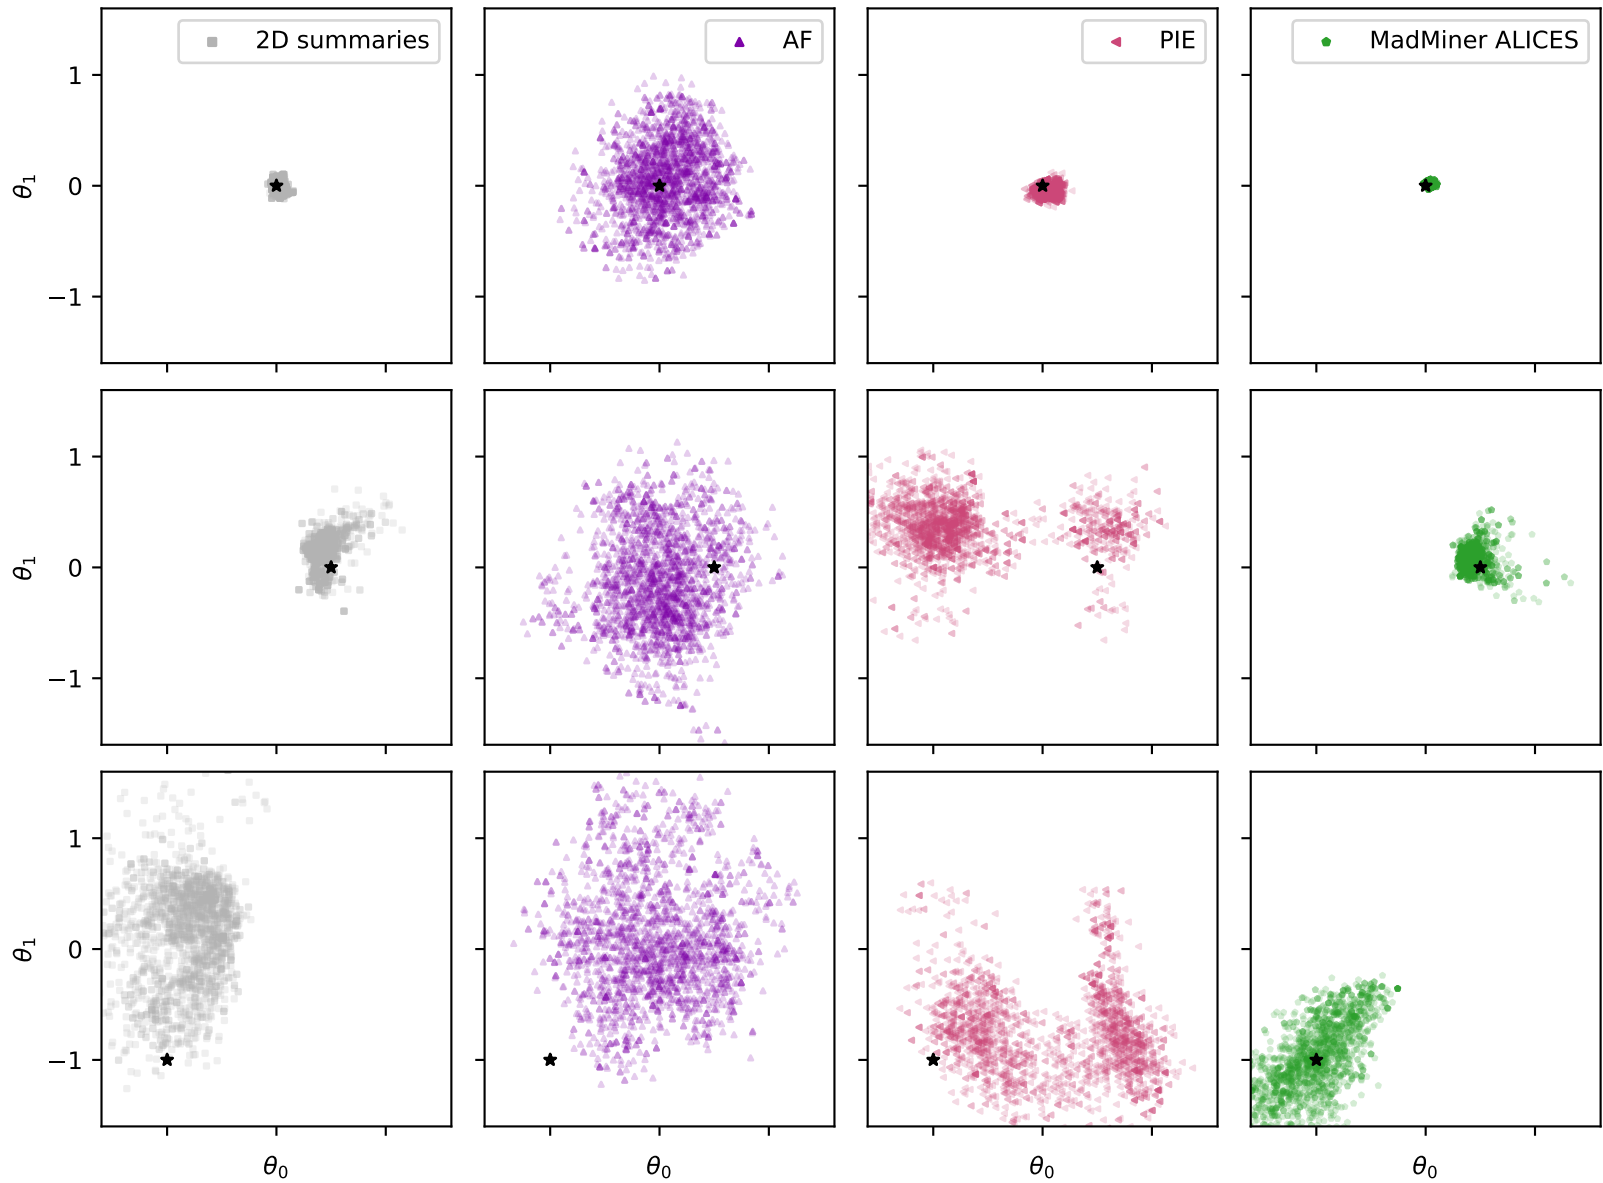 2D summaries
AF
PIE
MadMiner ALICES
θ₁
1
0
−1
θ₁
1
0
−1
θ₁
1
0
−1
θ₀
θ₀
θ₀
θ₀